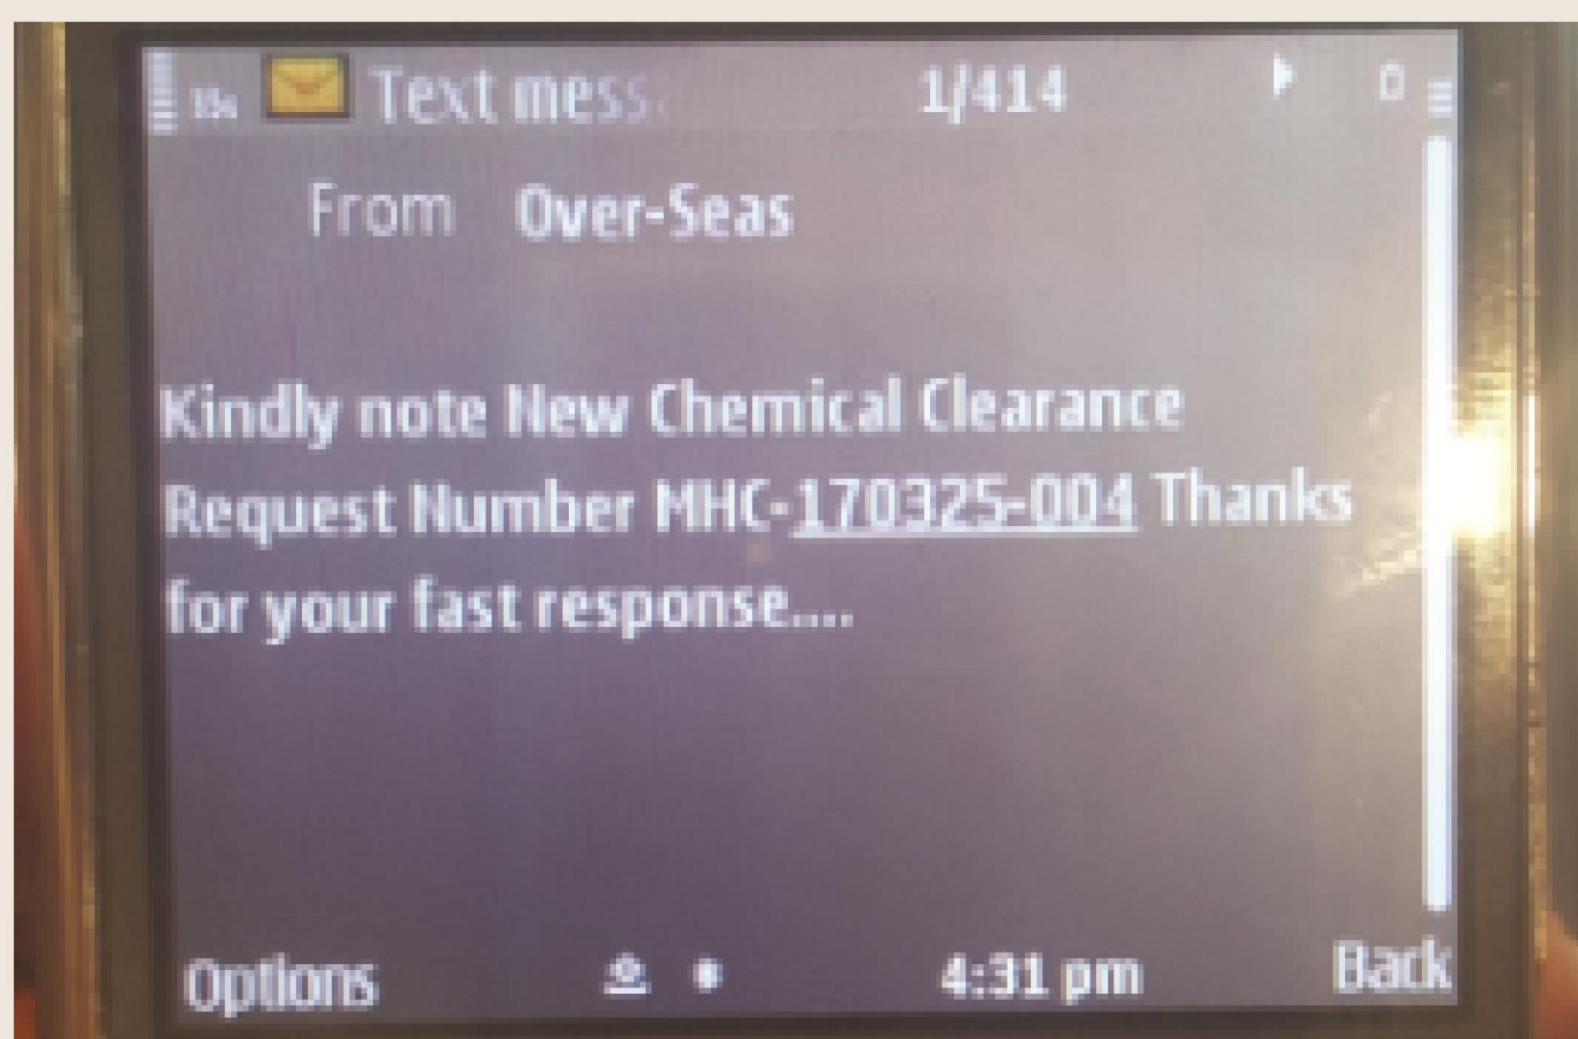 Text mess
1/414
0
From Over-Seas
Kindly note New Chemical Clearance
Request Number MHC-170325-004 Thanks
for your fast response....
Options
4:31 pm
Back